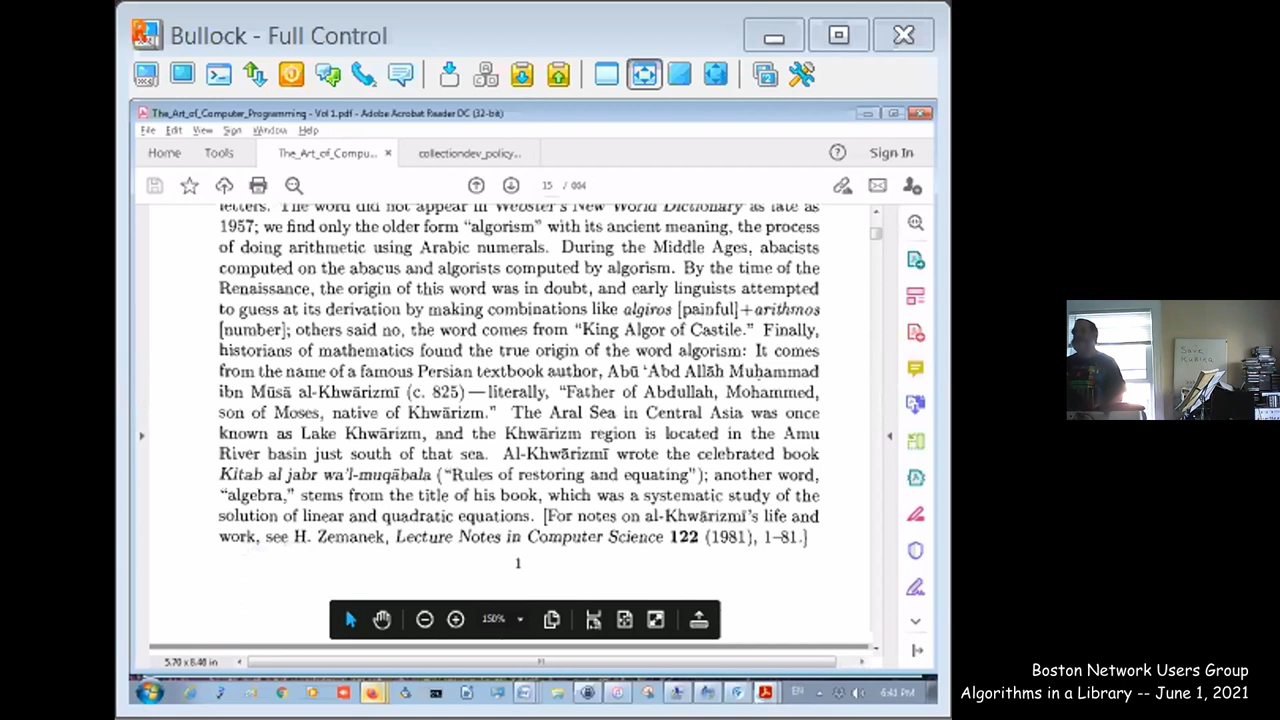 Bullock - Full Control
The_Art_of_Computer_Programming - Vol 1.pdf - Adobe Acrobat Reader DC (32-bit)
File Edit View Sign Window Help
Home Tools The_Art_of_Compu... × collectiondev_policy... Sign In
15 / 664
letters. The word did not appear in Webster's New World Dictionary as late as
1957; we find only the older form “algorism” with its ancient meaning, the process
of doing arithmetic using Arabic numerals. During the Middle Ages, abacists
computed on the abacus and algorists computed by algorism. By the time of the
Renaissance, the origin of this word was in doubt, and early linguists attempted
to guess at its derivation by making combinations like algiros [painful]+arithmos
[number]; others said no, the word comes from “King Algor of Castile.” Finally,
historians of mathematics found the true origin of the word algorism: It comes
from the name of a famous Persian textbook author, Abū ‘Abd Allāh Muḥammad
ibn Mūsā al-Khwārizmī (c. 825)—literally, “Father of Abdullah, Mohammed,
son of Moses, native of Khwārizm.” The Aral Sea in Central Asia was once
known as Lake Khwārizm, and the Khwārizm region is located in the Amu
River basin just south of that sea. Al-Khwārizmī wrote the celebrated book
Kitab al jabr wa'l-muqābala (“Rules of restoring and equating”); another word,
“algebra,” stems from the title of his book, which was a systematic study of the
solution of linear and quadratic equations. [For notes on al-Khwārizmī's life and
work, see H. Zemanek, Lecture Notes in Computer Science 122 (1981), 1–81.]
1
150%
5.70 x 8.40 in
EN 6:41 PM
Save
Boston Network Users Group
Algorithms in a Library -- June 1, 2021